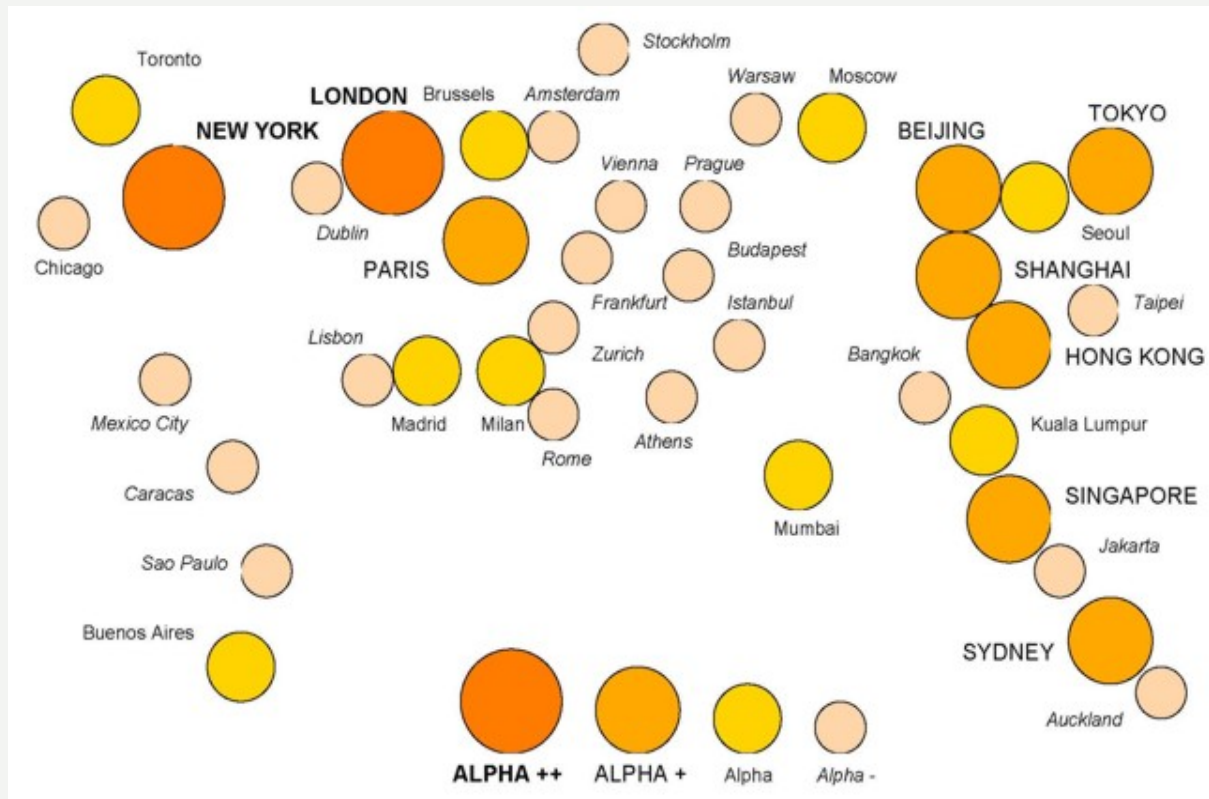 Stockholm
Toronto
Warsaw
Moscow
LONDON
Brussels
Amsterdam
TOKYO
NEW YORK
BEIJING
Vienna
Prague
Dublin
Seoul
Budapest
Chicago
PARIS
SHANGHAI
Frankfurt
Istanbul
Taipei
Lisbon
Zurich
Bangkok
HONG KONG
Mexico City
Madrid
Milan
Athens
Kuala Lumpur
Rome
Caracas
SINGAPORE
Mumbai
Jakarta
Sao Paulo
Buenos Aires
SYDNEY
Auckland
ALPHA ++
ALPHA +
Alpha
Alpha -